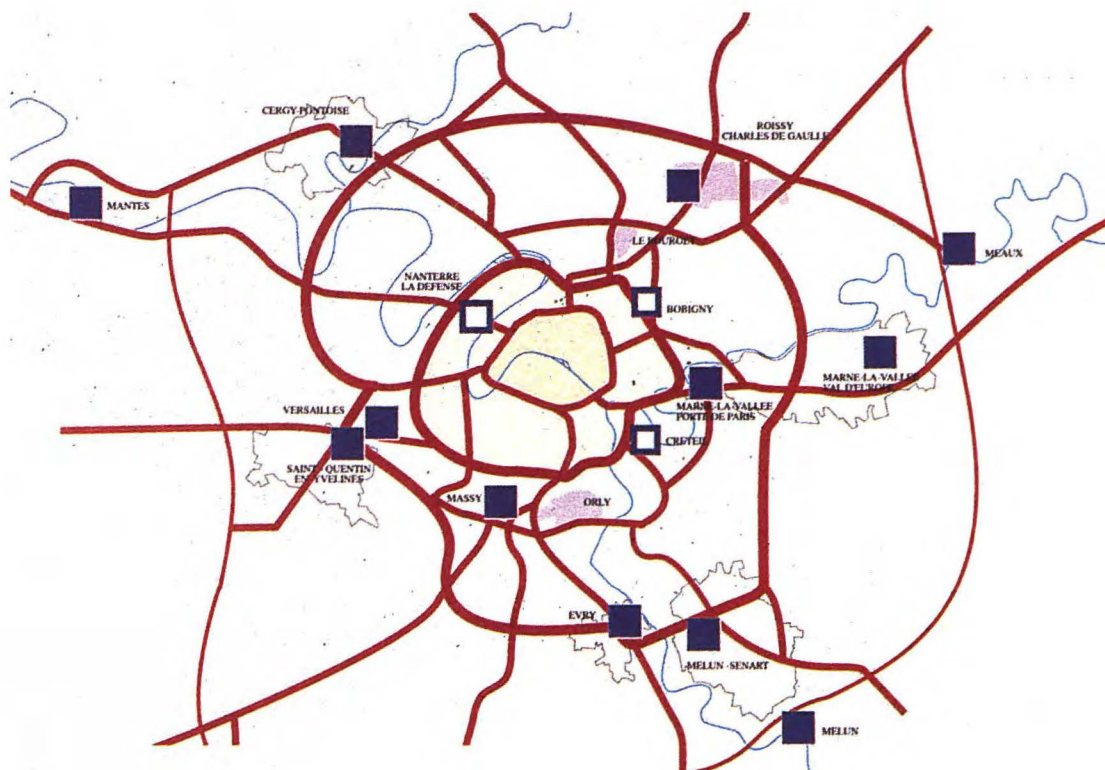 CERGY-PONTOISE
ROISSY
CHARLES DE GAULLE
MANTES
LE BOURGET
MEAUX
NANTERRE
LA DEFENSE
BOBIGNY
MARNE-LA-VALLEE
VAL D'EUROPE
VERSAILLES
MARNE-LA-VALLEE
PORTE DE PARIS
CRETEIL
SAINT-QUENTIN
EN YVELINES
MASSY
ORLY
EVRY
MELUN-SENART
MELUN